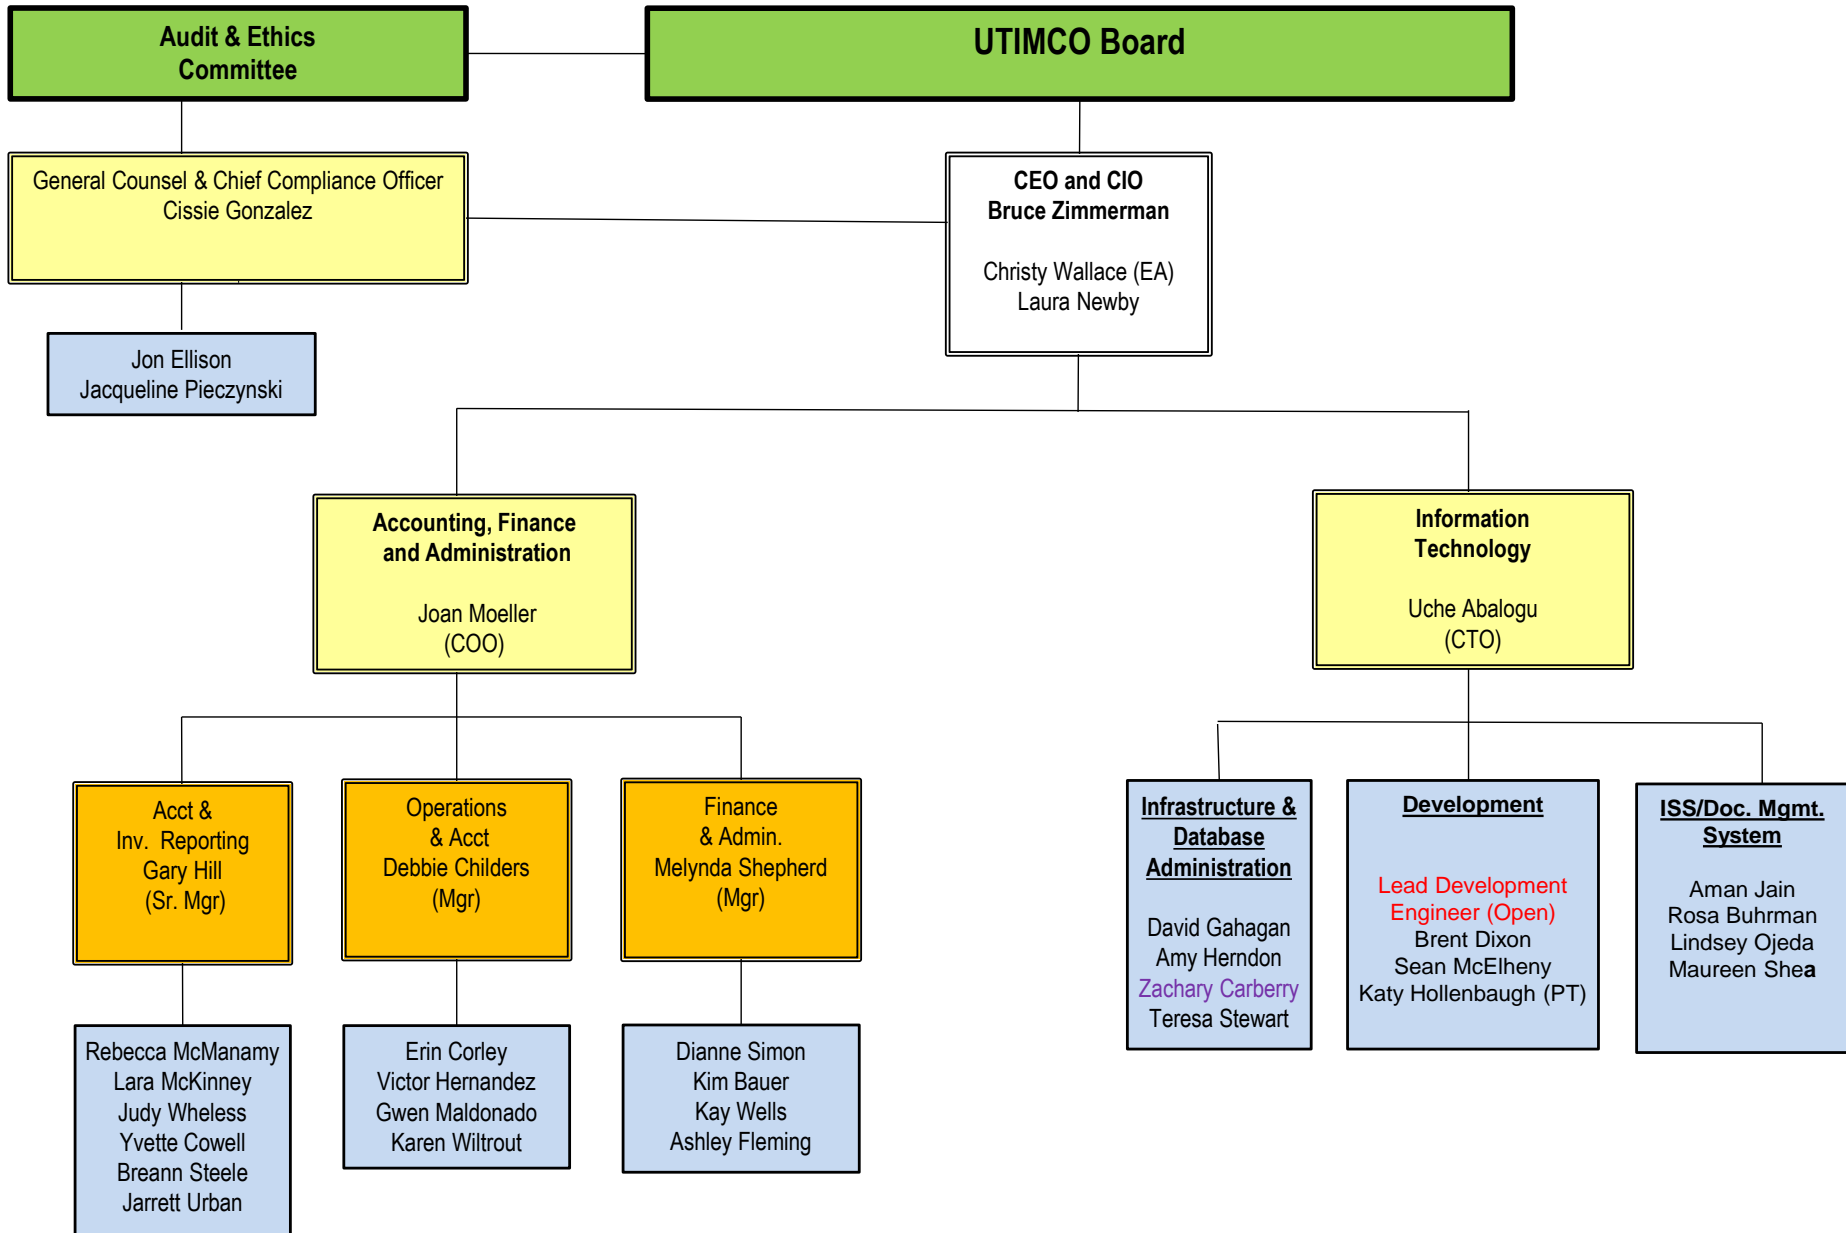 Audit & Ethics
Committee
UTIMCO Board
General Counsel & Chief Compliance Officer
Cissie Gonzalez
CEO and CIO
Bruce Zimmerman
Christy Wallace (EA)
Laura Newby
Jon Ellison
Jacqueline Pieczynski
Accounting, Finance
and Administration
Joan Moeller
(COO)
Information
Technology
Uche Abalogu
(CTO)
Acct &
Inv. Reporting
Gary Hill
(Sr. Mgr)
Operations
& Acct
Debbie Childers
(Mgr)
Finance
& Admin.
Melynda Shepherd
(Mgr)
Infrastructure &
Database
Administration
David Gahagan
Amy Herndon
Zachary Carberry
Teresa Stewart
Development
Lead Development
Engineer (Open)
Brent Dixon
Sean McElheny
Katy Hollenbaugh (PT)
ISS/Doc. Mgmt.
System
Aman Jain
Rosa Buhrman
Lindsey Ojeda
Maureen Shea
Rebecca McManamy
Lara McKinney
Judy Wheless
Yvette Cowell
Breann Steele
Jarrett Urban
Erin Corley
Victor Hernandez
Gwen Maldonado
Karen Wiltrout
Dianne Simon
Kim Bauer
Kay Wells
Ashley Fleming